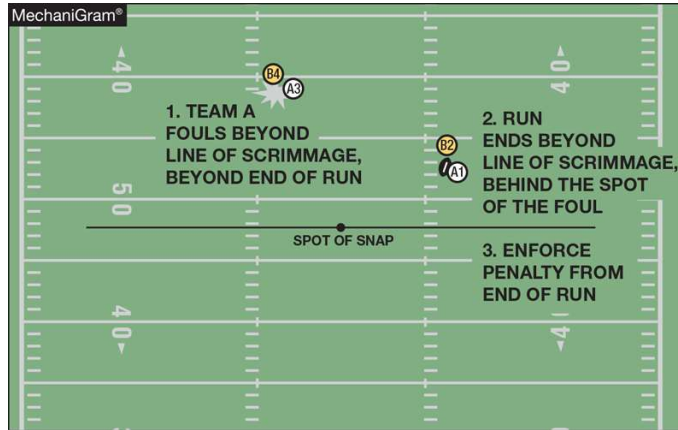 MechaniGram®
40
40
B4
A3
1. TEAM A
FOULS BEYOND
LINE OF SCRIMMAGE,
BEYOND END OF RUN
2. RUN
ENDS BEYOND
LINE OF SCRIMMAGE,
BEHIND THE SPOT
OF THE FOUL
B2
A1
50
SPOT OF SNAP
3. ENFORCE
PENALTY FROM
END OF RUN
40
4